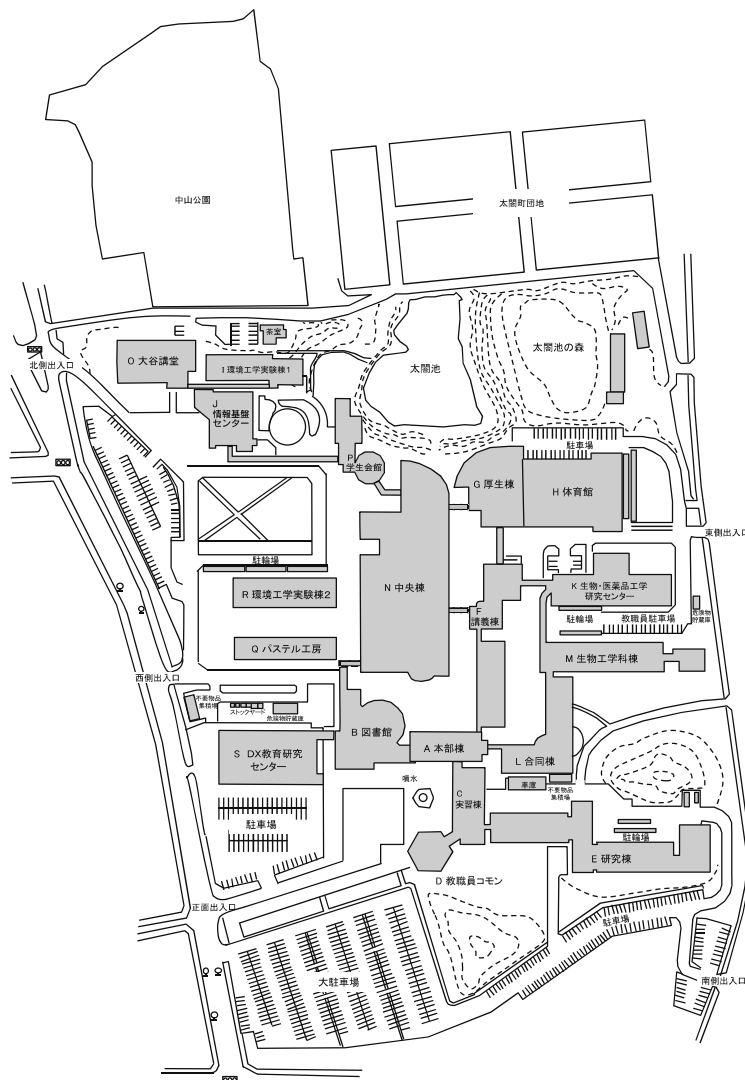 中山公園
太閤町団地
茶室
O 大谷講堂
I 環境工学実験棟1
太閤池
太閤池の森
北側出入口
J
情報基盤
センター
P
学生会館
駐車場
G 厚生棟
H 体育館
東側出入口
駐輪場
N 中央棟
K 生物・医薬品工学
研究センター
R 環境工学実験棟2
F
講義棟
駐輪場
教職員駐車場
危険物
貯蔵庫
Q パステル工房
M 生物工学科棟
西側出入口
不要物品
集積場
ストックヤード
危険物貯蔵庫
B 図書館
S DX教育研究
センター
A 本部棟
L 合同棟
噴水
C
実習棟
車庫
不要物品
集積場
駐車場
駐輪場
E 研究棟
D 教職員コモン
正面出入口
駐車場
大駐車場
南側出入口